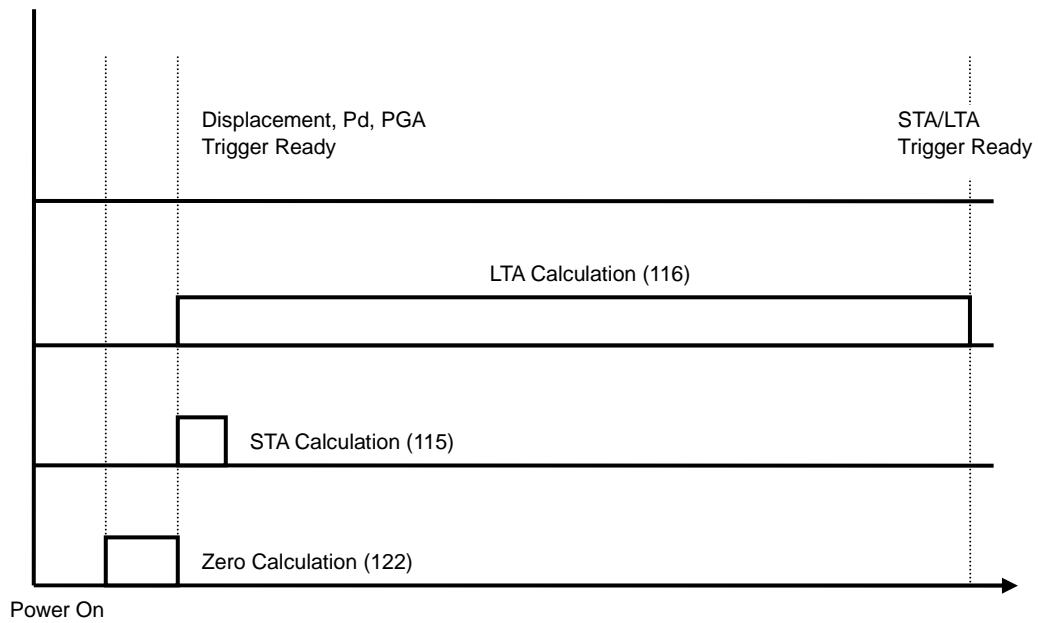 Displacement, Pd, PGA
Trigger Ready
STA/LTA
Trigger Ready
LTA Calculation (116)
STA Calculation (115)
Zero Calculation (122)
Power On